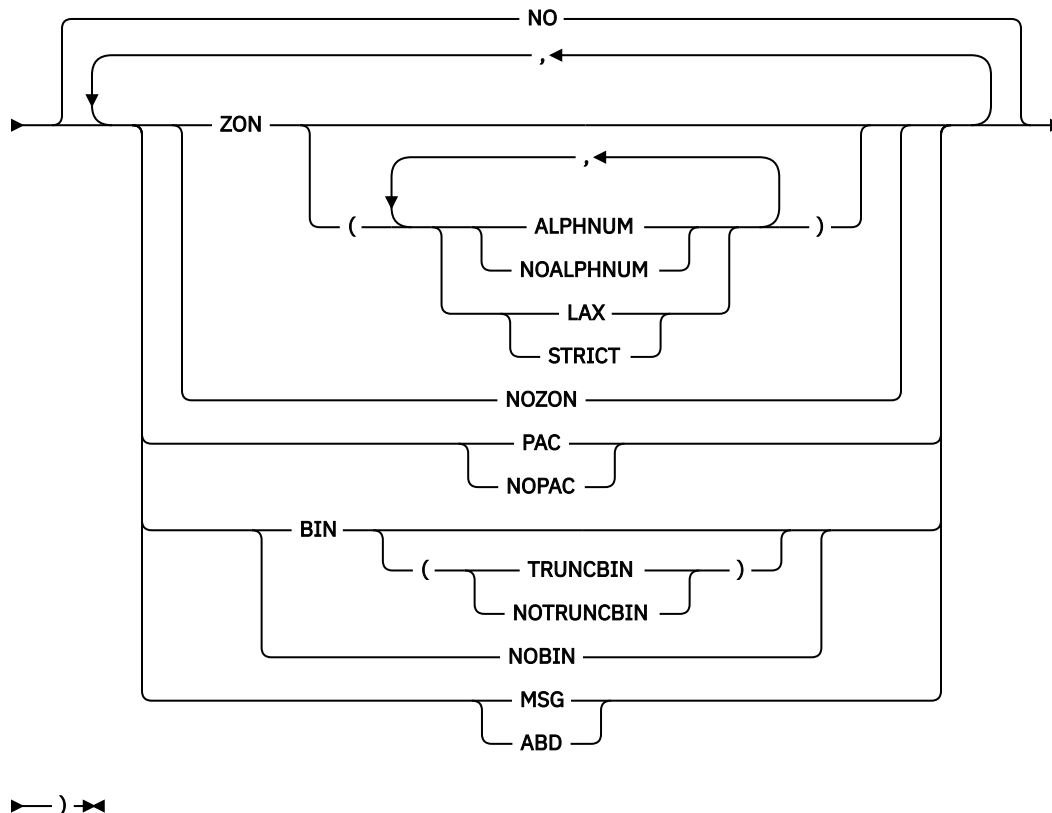 NO
,
ZON
,
( ALPHNUM )
NOALPHNUM
LAX
STRICT
NOZON
PAC
NOPAC
BIN
( TRUNCBIN )
NOTRUNCBIN
NOBIN
MSG
ABD
)